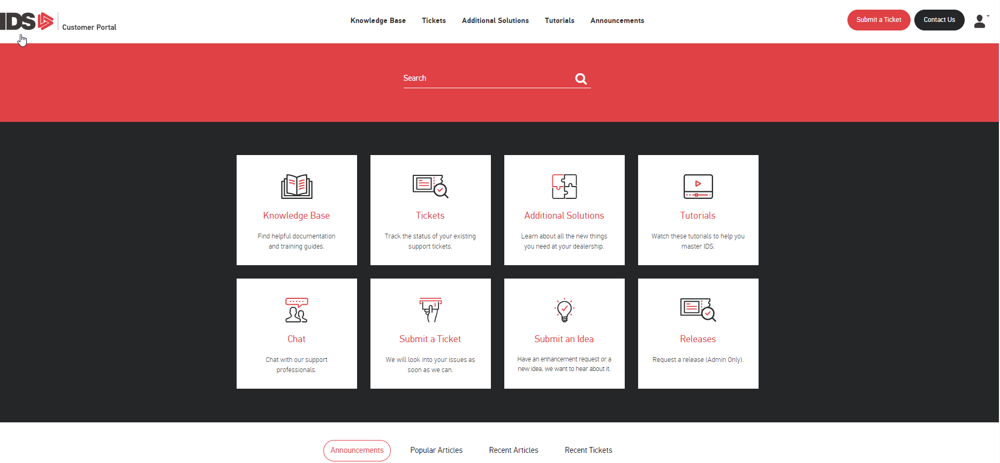 IDS
Customer Portal
Knowledge Base
Tickets
Additional Solutions
Tutorials
Announcements
Submit a Ticket
Contact Us
Search
Knowledge Base
Find helpful documentation
and training guides.
Tickets
Track the status of your existing
support tickets.
Additional Solutions
Learn about all the new things
you need at your dealership.
Tutorials
Watch these tutorials to help you
master IDS.
Chat
Chat with our support
professionals.
Submit a Ticket
We will look into your issues as
soon as we can.
Submit an Idea
Have an enhancement request or a
new idea, we want to hear about it.
Releases
Request a release (Admin Only).
Announcements
Popular Articles
Recent Articles
Recent Tickets